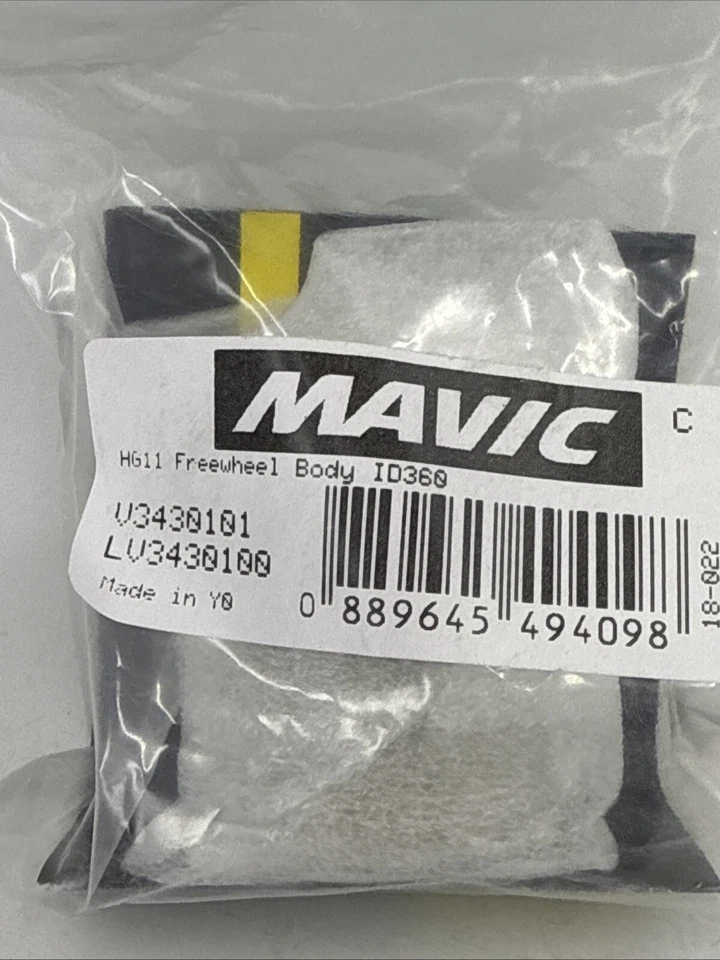 MAVIC
C
HG11 Freewheel Body ID360
V3430101
LV3430100
Made in Y0
0 889645 494098
18-022